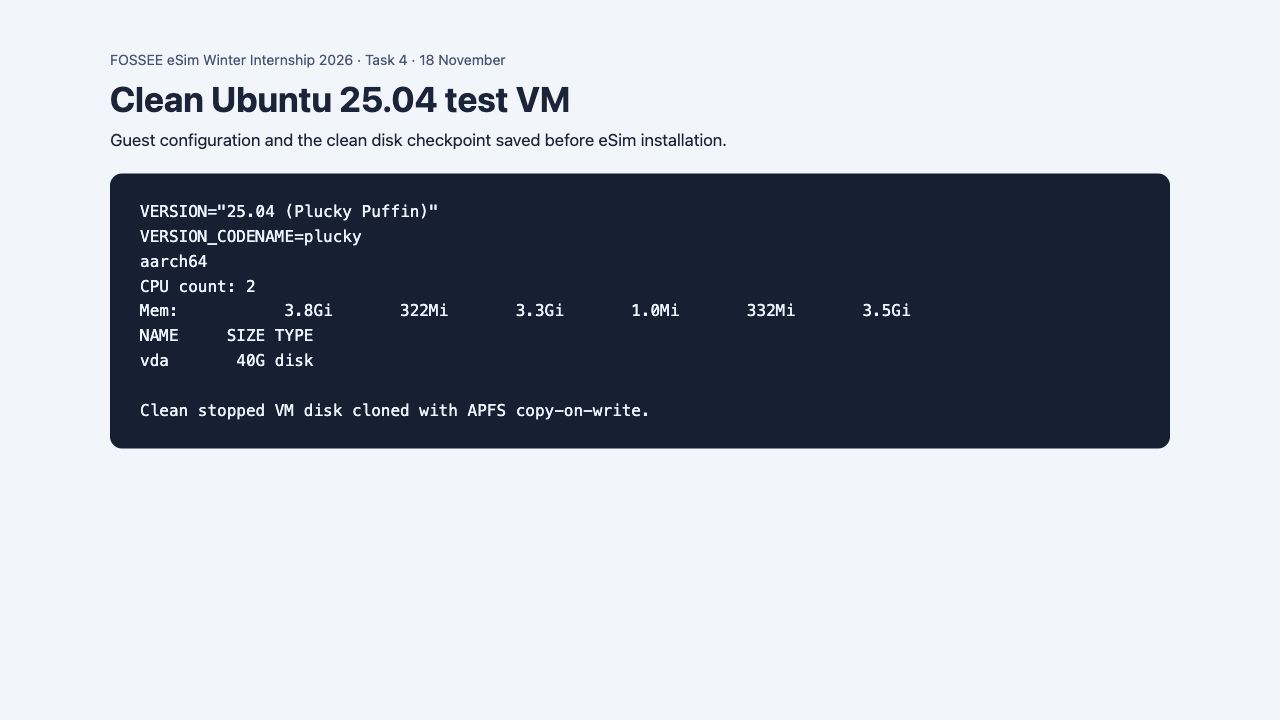 FOSSEE eSim Winter Internship 2026 · Task 4 · 18 November
Clean Ubuntu 25.04 test VM
Guest configuration and the clean disk checkpoint saved before eSim installation.
VERSION="25.04 (Plucky Puffin)"
VERSION_CODENAME=plucky
aarch64
CPU count: 2
Mem:           3.8Gi       322Mi       3.3Gi       1.0Mi       332Mi       3.5Gi
NAME     SIZE TYPE
vda       40G disk
Clean stopped VM disk cloned with APFS copy-on-write.